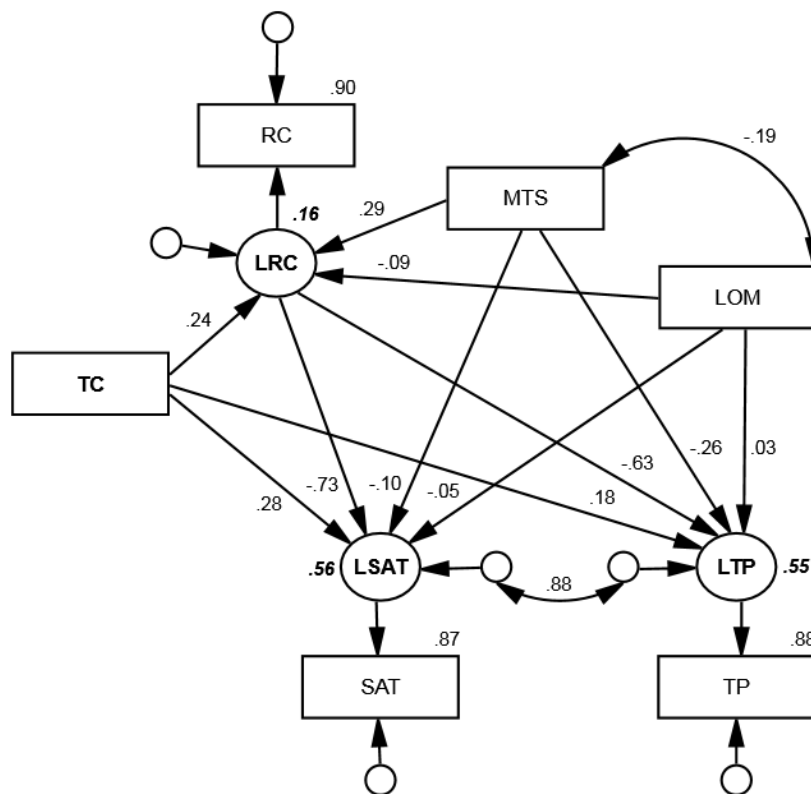 .90
RC
-.19
MTS
.16
.29
LRC
-.09
LOM
.24
TC
-.63
-.26
.03
-.73
-.10
-.05
.28
.18
.56
LSAT
.88
LTP
.55
.87
.88
SAT
TP